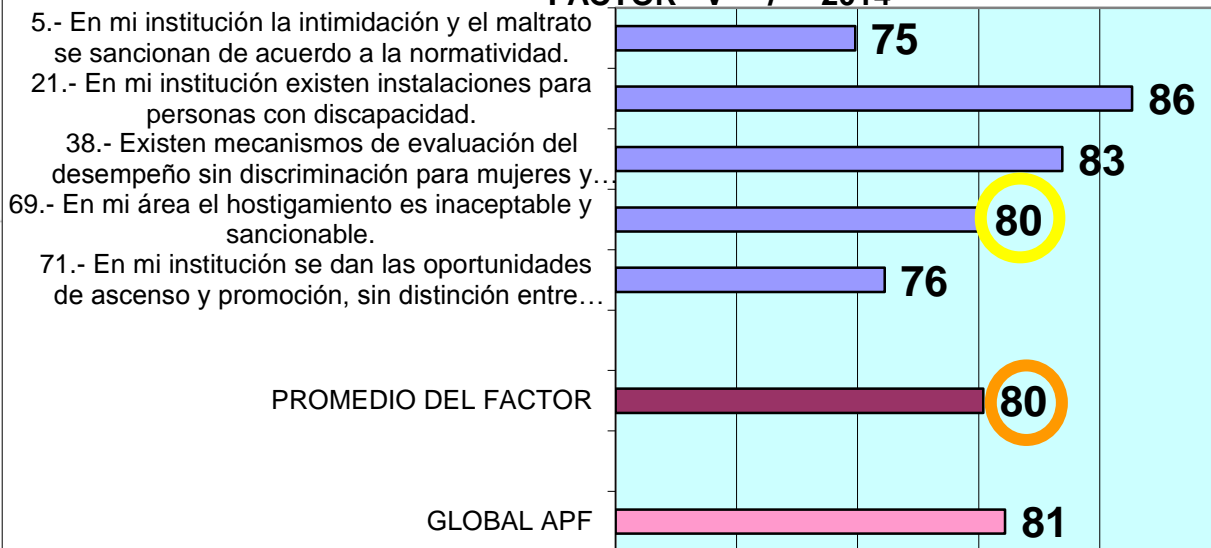 FACTOR V / 2014
5.- En mi institución la intimidación y el maltrato
se sancionan de acuerdo a la normatividad.
75
21.- En mi institución existen instalaciones para
personas con discapacidad.
86
38.- Existen mecanismos de evaluación del
desempeño sin discriminación para mujeres y…
83
69.- En mi área el hostigamiento es inaceptable y
sancionable.
80
71.- En mi institución se dan las oportunidades
de ascenso y promoción, sin distinción entre…
76
PROMEDIO DEL FACTOR
80
GLOBAL APF
81